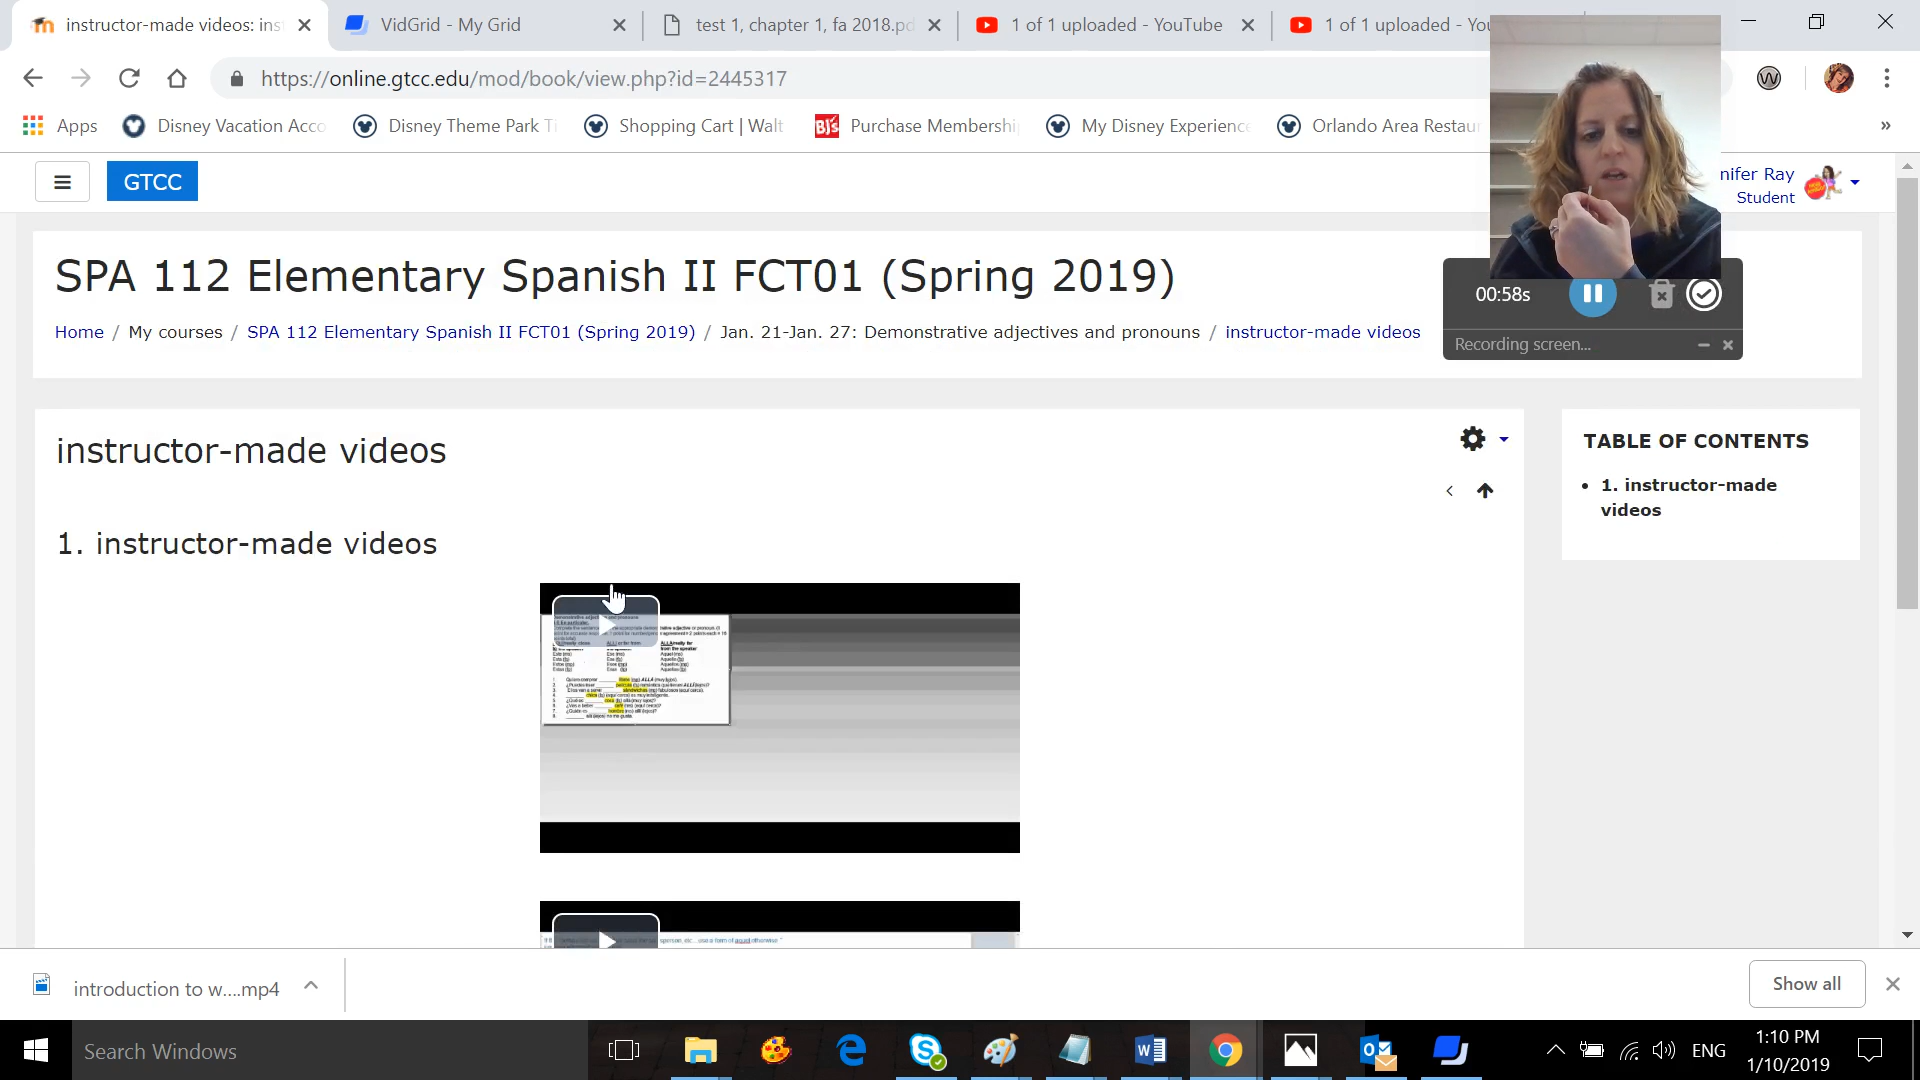 instructor-made videos: ins
VidGrid - My Grid
test 1, chapter 1, fa 2018.pd
1 of 1 uploaded - YouTube
1 of 1 uploaded - You
https://online.gtcc.edu/mod/book/view.php?id=2445317
Apps
Disney Vacation Acco
Disney Theme Park Ti
Shopping Cart | Walt
BJ's
Purchase Membershi
My Disney Experience
Orlando Area Restau
»
GTCC
nifer Ray
Student
SPA 112 Elementary Spanish II FCT01 (Spring 2019)
Home / My courses / SPA 112 Elementary Spanish II FCT01 (Spring 2019) / Jan. 21-Jan. 27: Demonstrative adjectives and pronouns / instructor-made videos
00:58s
Recording screen...
instructor-made videos
TABLE OF CONTENTS
1. instructor-made
videos
1. instructor-made videos
introduction to w....mp4
Show all
Search Windows
ENG
1:10 PM
1/10/2019